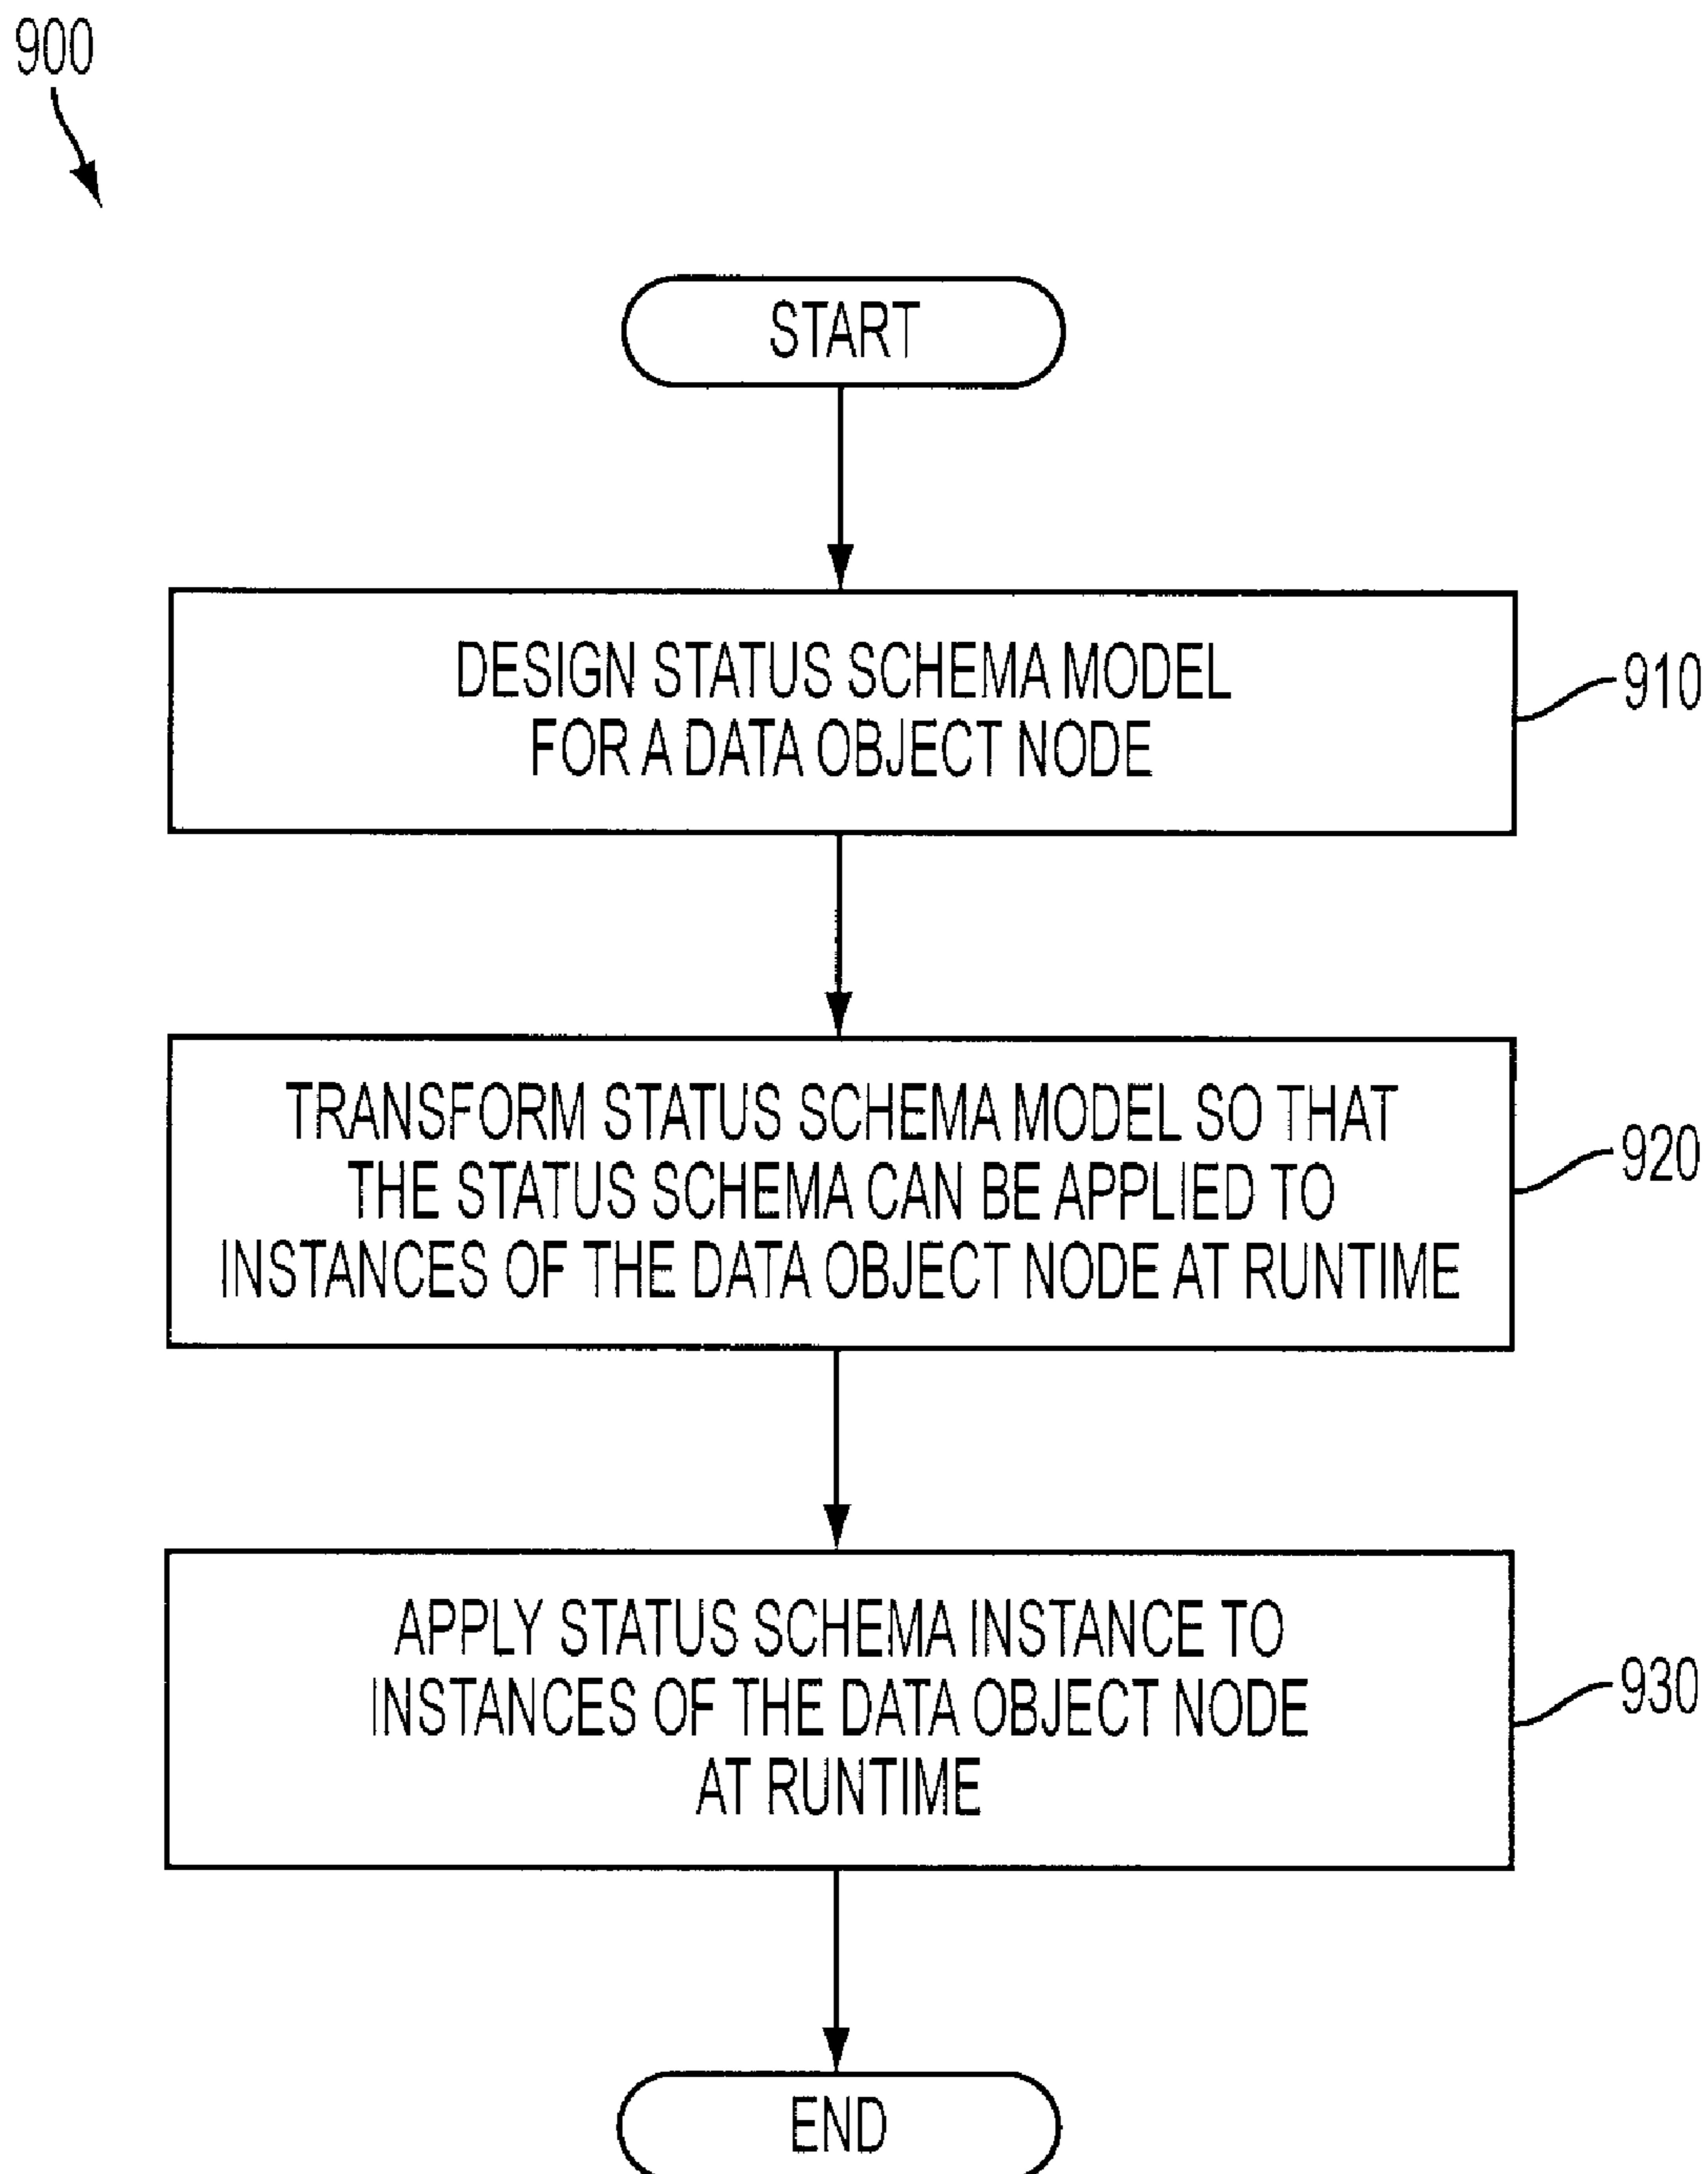 900
START
DESIGN STATUS SCHEMA MODEL
FOR A DATA OBJECT NODE
910
TRANSFORM STATUS SCHEMA MODEL SO THAT
THE STATUS SCHEMA CAN BE APPLIED TO
INSTANCES OF THE DATA OBJECT NODE AT RUNTIME
920
APPLY STATUS SCHEMA INSTANCE TO
INSTANCES OF THE DATA OBJECT NODE
AT RUNTIME
930
END